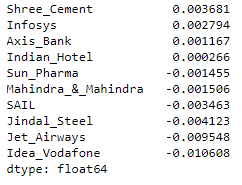 Shree_Cement 0.003681
Infosys 0.002794
Axis_Bank 0.001167
Indian_Hotel 0.000266
Sun_Pharma -0.001455
Mahindra_&_Mahindra -0.001506
SAIL -0.003463
Jindal_Steel -0.004123
Jet_Airways -0.009548
Idea_Vodafone -0.010608
dtype: float64